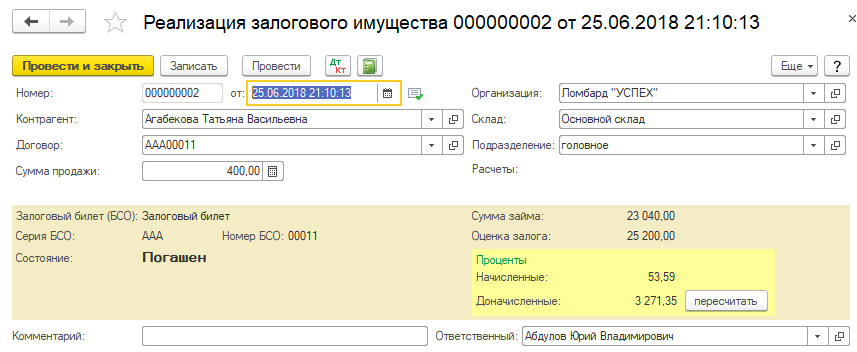 Реализация залогового имущества 000000002 от 25.06.2018 21:10:13
Провести и закрыть Записать Провести Дт Кт Еще ?
Номер: 000000002 от: 25.06.2018 21:10:13 Организация: Ломбард "УСПЕХ"
Контрагент: Агабекова Татьяна Васильевна Склад: Основной склад
Договор: ААА00011 Подразделение: головное
Сумма продажи: 400,00 Расчеты:
Залоговый билет (БСО): Залоговый билет Сумма займа: 23 040,00
Серия БСО: ААА Номер БСО: 00011 Оценка залога: 25 200,00
Состояние: Погашен Проценты
Начисленные: 53,59
Доначисленные: 3 271,35 пересчитать
Комментарий: Ответственный: Абдулов Юрий Владимирович